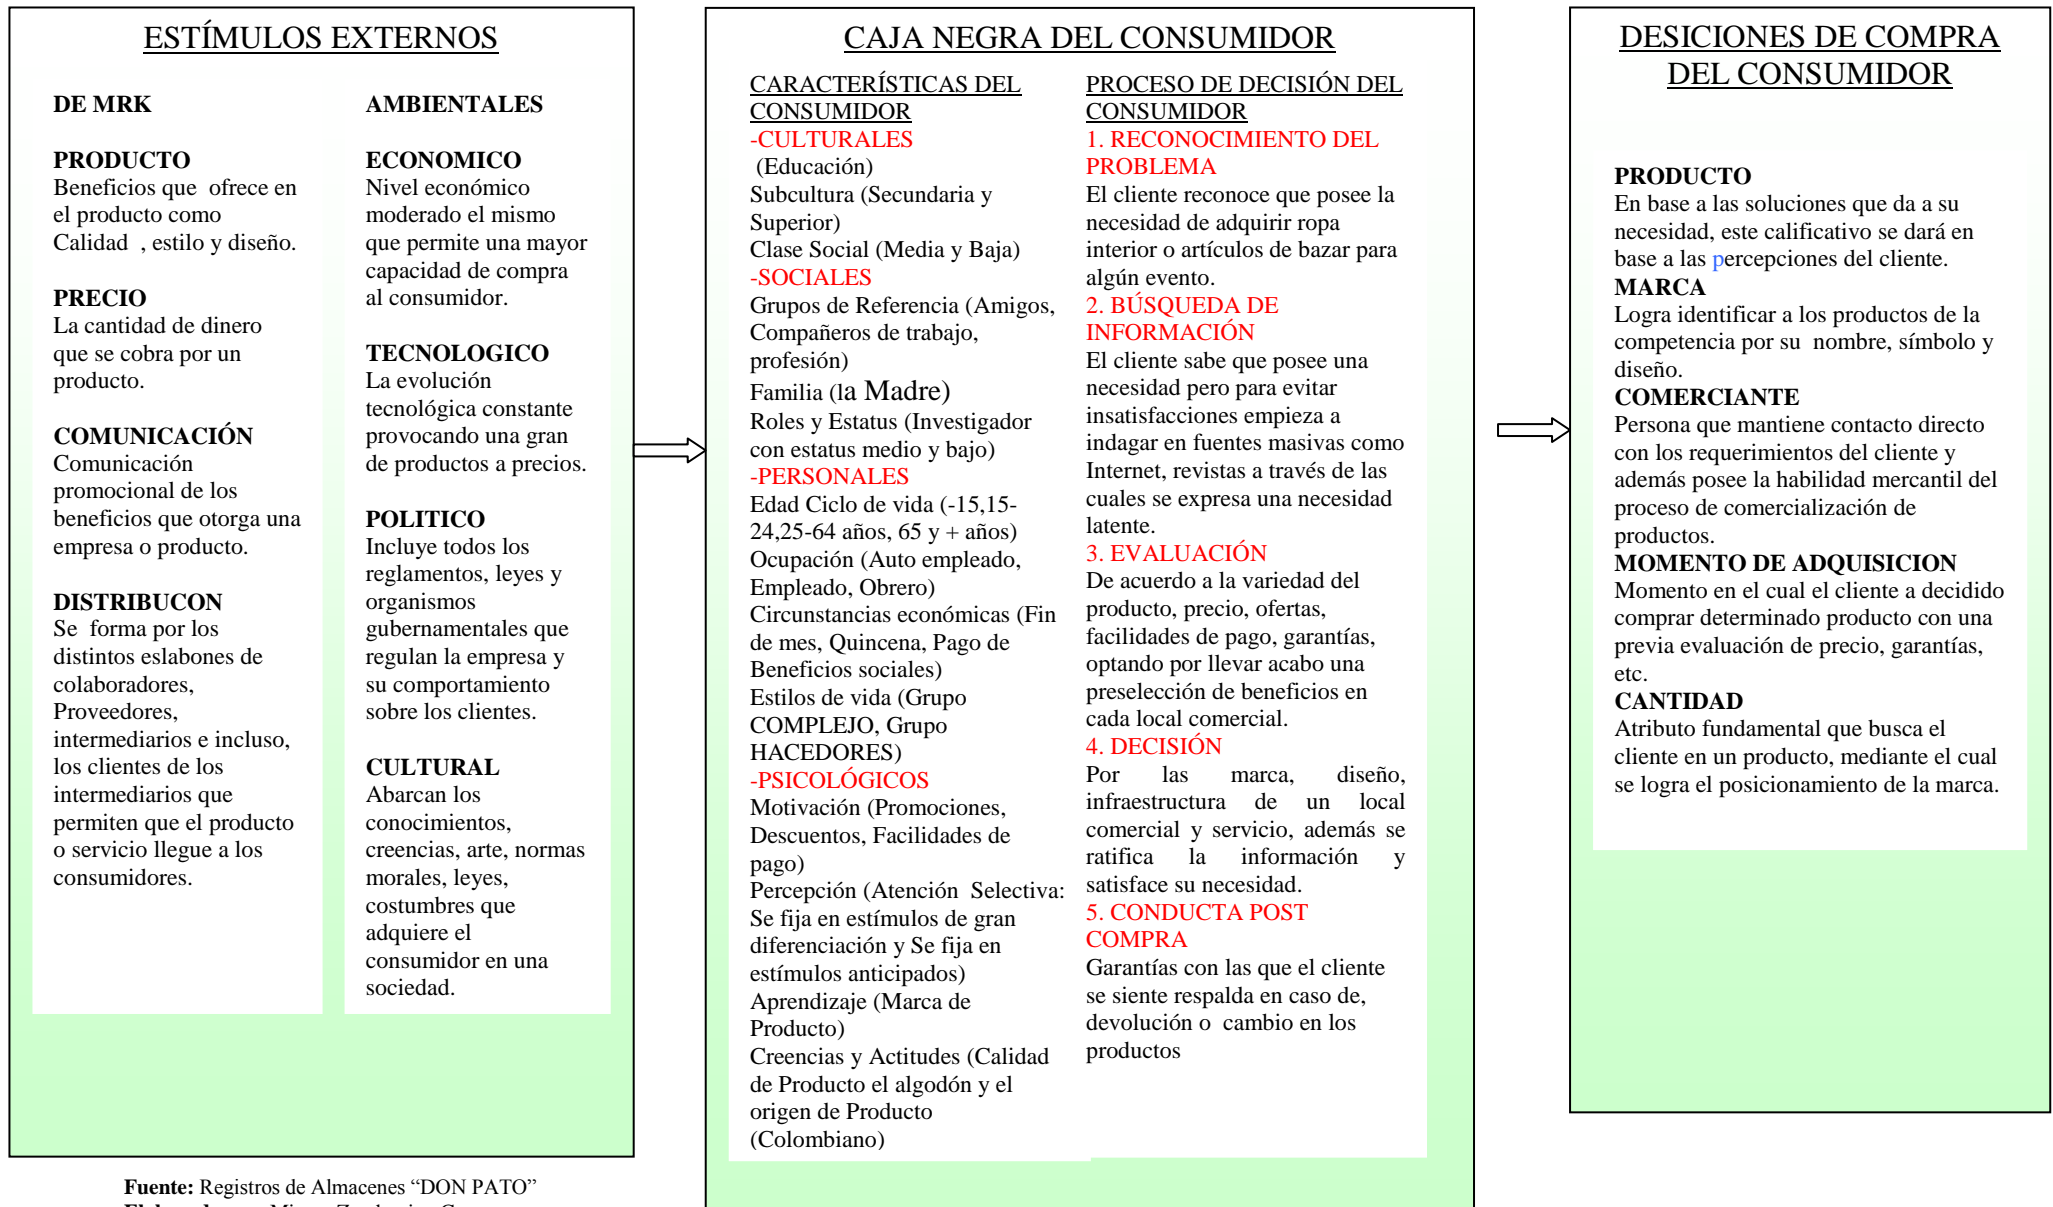 ESTÍMULOS EXTERNOS
DE MRK
PRODUCTO
Beneficios que ofrece en
el producto como
Calidad , estilo y diseño.
PRECIO
La cantidad de dinero
que se cobra por un
producto.
COMUNICACIÓN
Comunicación
promocional de los
beneficios que otorga una
empresa o producto.
DISTRIBUCON
Se forma por los
distintos eslabones de
colaboradores,
Proveedores,
intermediarios e incluso,
los clientes de los
intermediarios que
permiten que el producto
o servicio llegue a los
consumidores.
AMBIENTALES
ECONOMICO
Nivel económico
moderado el mismo
que permite una mayor
capacidad de compra
al consumidor.
TECNOLOGICO
La evolución
tecnológica constante
provocando una gran
de productos a precios.
POLITICO
Incluye todos los
reglamentos, leyes y
organismos
gubernamentales que
regulan la empresa y
su comportamiento
sobre los clientes.
CULTURAL
Abarcan los
conocimientos,
creencias, arte, normas
morales, leyes,
costumbres que
adquiere el
consumidor en una
sociedad.
CAJA NEGRA DEL CONSUMIDOR
CARACTERÍSTICAS DEL
CONSUMIDOR
-CULTURALES
(Educación)
Subcultura (Secundaria y
Superior)
Clase Social (Media y Baja)
-SOCIALES
Grupos de Referencia (Amigos,
Compañeros de trabajo,
profesión)
Familia (la Madre)
Roles y Estatus (Investigador
con estatus medio y bajo)
-PERSONALES
Edad Ciclo de vida (-15,15-
24,25-64 años, 65 y + años)
Ocupación (Auto empleado,
Empleado, Obrero)
Circunstancias económicas (Fin
de mes, Quincena, Pago de
Beneficios sociales)
Estilos de vida (Grupo
COMPLEJO, Grupo
HACEDORES)
-PSICOLÓGICOS
Motivación (Promociones,
Descuentos, Facilidades de
pago)
Percepción (Atención Selectiva:
Se fija en estímulos de gran
diferenciación y Se fija en
estímulos anticipados)
Aprendizaje (Marca de
Producto)
Creencias y Actitudes (Calidad
de Producto el algodón y el
origen de Producto
(Colombiano)
PROCESO DE DECISIÓN DEL
CONSUMIDOR
1. RECONOCIMIENTO DEL
PROBLEMA
El cliente reconoce que posee la
necesidad de adquirir ropa
interior o artículos de bazar para
algún evento.
2. BÚSQUEDA DE
INFORMACIÓN
El cliente sabe que posee una
necesidad pero para evitar
insatisfacciones empieza a
indagar en fuentes masivas como
Internet, revistas a través de las
cuales se expresa una necesidad
latente.
3. EVALUACIÓN
De acuerdo a la variedad del
producto, precio, ofertas,
facilidades de pago, garantías,
optando por llevar acabo una
preselección de beneficios en
cada local comercial.
4. DECISIÓN
Por las marca, diseño,
infraestructura de un local
comercial y servicio, además se
ratifica la información y
satisface su necesidad.
5. CONDUCTA POST
COMPRA
Garantías con las que el cliente
se siente respalda en caso de,
devolución o cambio en los
productos
DESICIONES DE COMPRA
DEL CONSUMIDOR
PRODUCTO
En base a las soluciones que da a su
necesidad, este calificativo se dará en
base a las percepciones del cliente.
MARCA
Logra identificar a los productos de la
competencia por su nombre, símbolo y
diseño.
COMERCIANTE
Persona que mantiene contacto directo
con los requerimientos del cliente y
además posee la habilidad mercantil del
proceso de comercialización de
productos.
MOMENTO DE ADQUISICION
Momento en el cual el cliente a decidido
comprar determinado producto con una
previa evaluación de precio, garantías,
etc.
CANTIDAD
Atributo fundamental que busca el
cliente en un producto, mediante el cual
se logra el posicionamiento de la marca.
Fuente: Registros de Almacenes “DON PATO”